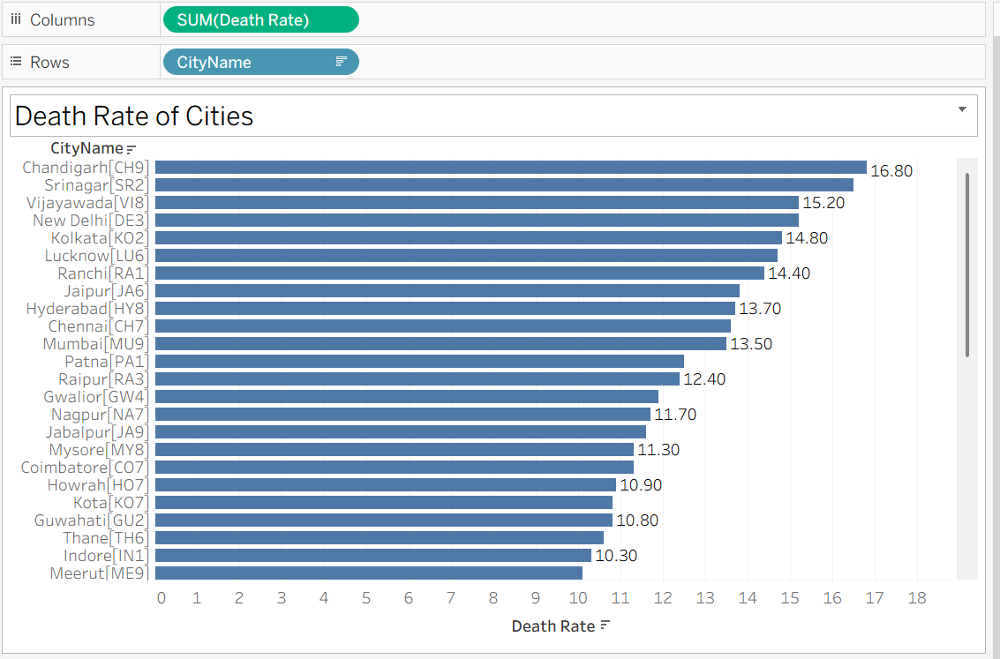 Columns SUM(Death Rate)
Rows CityName
Death Rate of Cities
CityName
Chandigarh[CH9] 16.80
Srinagar[SR2]
Vijayawada[VI8] 15.20
New Delhi[DE3]
Kolkata[KO2] 14.80
Lucknow[LU6]
Ranchi[RA1] 14.40
Jaipur[JA6]
Hyderabad[HY8] 13.70
Chennai[CH7]
Mumbai[MU9] 13.50
Patna[PA1]
Raipur[RA3] 12.40
Gwalior[GW4]
Nagpur[NA7] 11.70
Jabalpur[JA9]
Mysore[MY8] 11.30
Coimbatore[CO7]
Howrah[HO7] 10.90
Kota[KO7]
Guwahati[GU2] 10.80
Thane[TH6]
Indore[IN1] 10.30
Meerut[ME9]
0 1 2 3 4 5 6 7 8 9 10 11 12 13 14 15 16 17 18
Death Rate